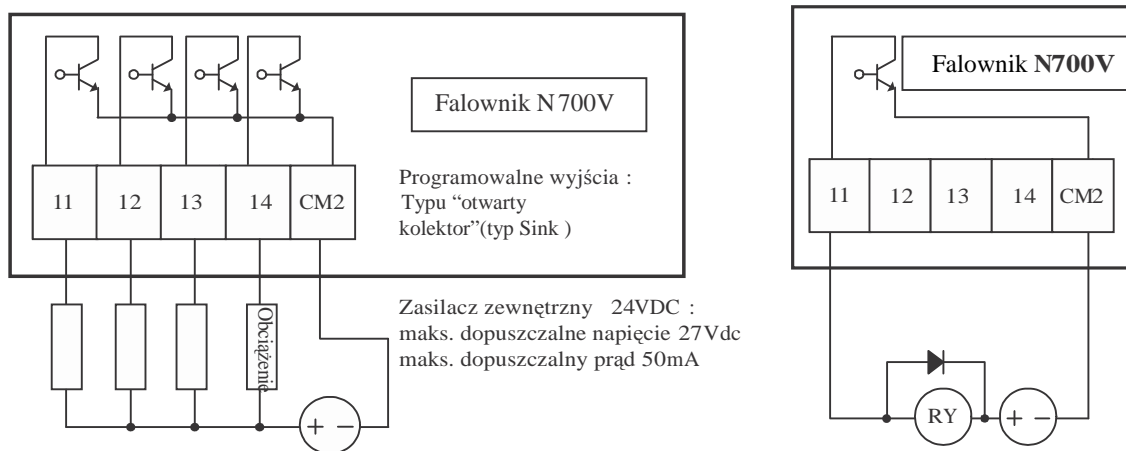 Falownik N700V
11 12 13 14 CM2
Programowalne wyjścia :
Typu “otwarty
kolektor”(typ Sink )
Obciążenie
Zasilacz zewnętrzny 24VDC :
maks. dopuszczalne napięcie 27Vdc
maks. dopuszczalny prąd 50mA
+ −
Falownik N700V
11 12 13 14 CM2
RY + −